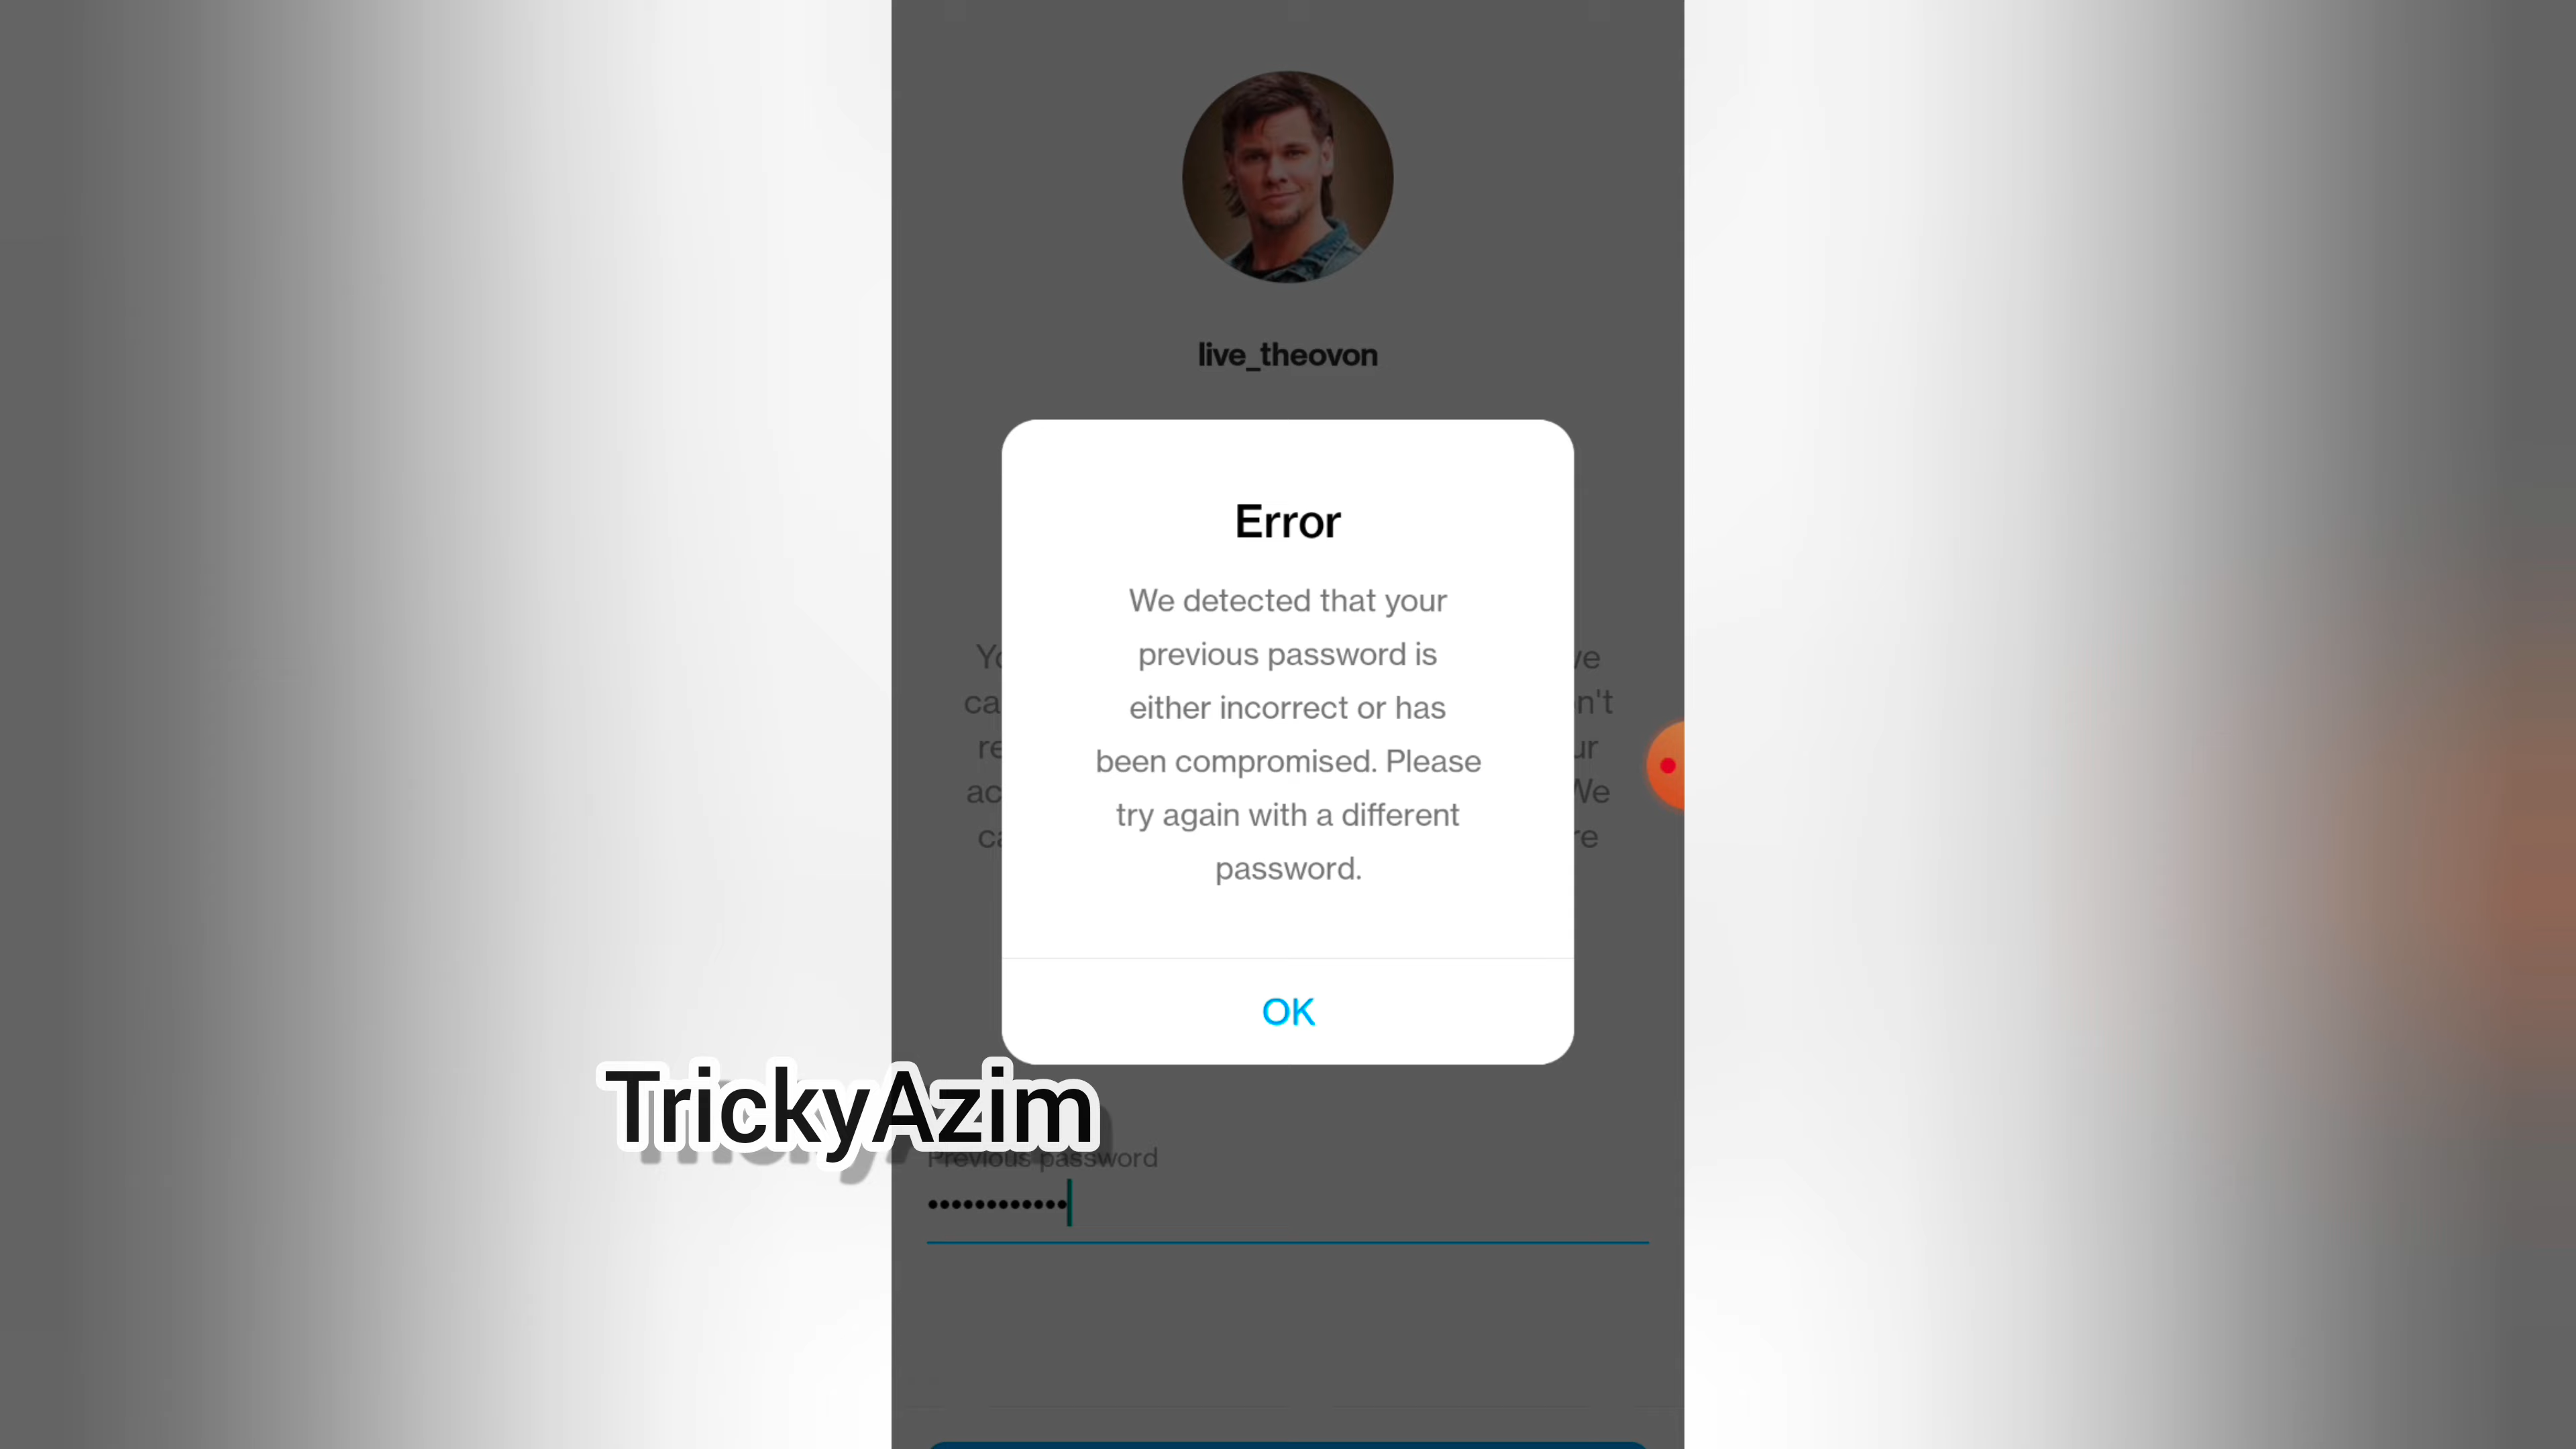 live_theovon
Error
We detected that your
previous password is
either incorrect or has
been compromised. Please
try again with a different
password.
OK
TrickyAzim
Previous password